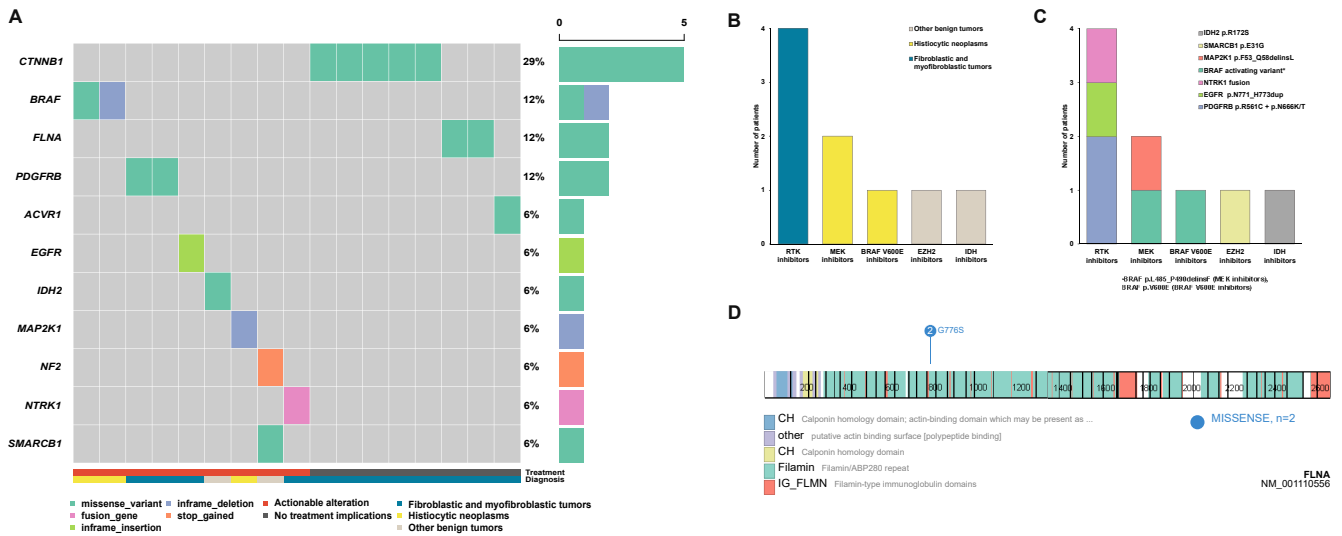 A
0
5
CTNNB1
29%
BRAF
12%
FLNA
12%
PDGFRB
12%
ACVR1
6%
EGFR
6%
IDH2
6%
MAP2K1
6%
NF2
6%
NTRK1
6%
SMARCB1
6%
Treatment
Diagnosis
missense_variant
fusion_gene
inframe_insertion
inframe_deletion
stop_gained
Actionable alteration
No treatment implications
Fibroblastic and myofibroblastic tumors
Histiocytic neoplasms
Other benign tumors
B
Number of patients
4
3
2
1
0
RTK inhibitors
MEK inhibitors
BRAF V600E inhibitors
EZH2 inhibitors
IDH inhibitors
Other benign tumors
Histiocytic neoplasms
Fibroblastic and
myofibroblastic tumors
C
Number of patients
4
3
2
1
0
RTK inhibitors
MEK inhibitors
BRAF V600E inhibitors
EZH2 inhibitors
IDH inhibitors
IDH2 p.R172S
SMARCB1 p.E31G
MAP2K1 p.F53_Q58delinsL
BRAF activating variant*
NTRK1 fusion
EGFR p.N771_H773dup
PDGFRB p.R561C + p.N666K/T
BRAF p.L485_P490delinsF (MEK inhibitors),
BRAF p.V600E (BRAF V600E inhibitors)
D
2 G776S
200 400 600 800 1000 1200 1400 1600 1800 2000 2200 2400 2600
CH Calponin homology domain; actin-binding domain which may be present as ...
other putative actin binding surface [polypeptide binding]
CH Calponin homology domain
Filamin Filamin/ABP280 repeat
IG_FLMN Filamin-type immunoglobulin domains
MISSENSE, n=2
FLNA
NM_001110556